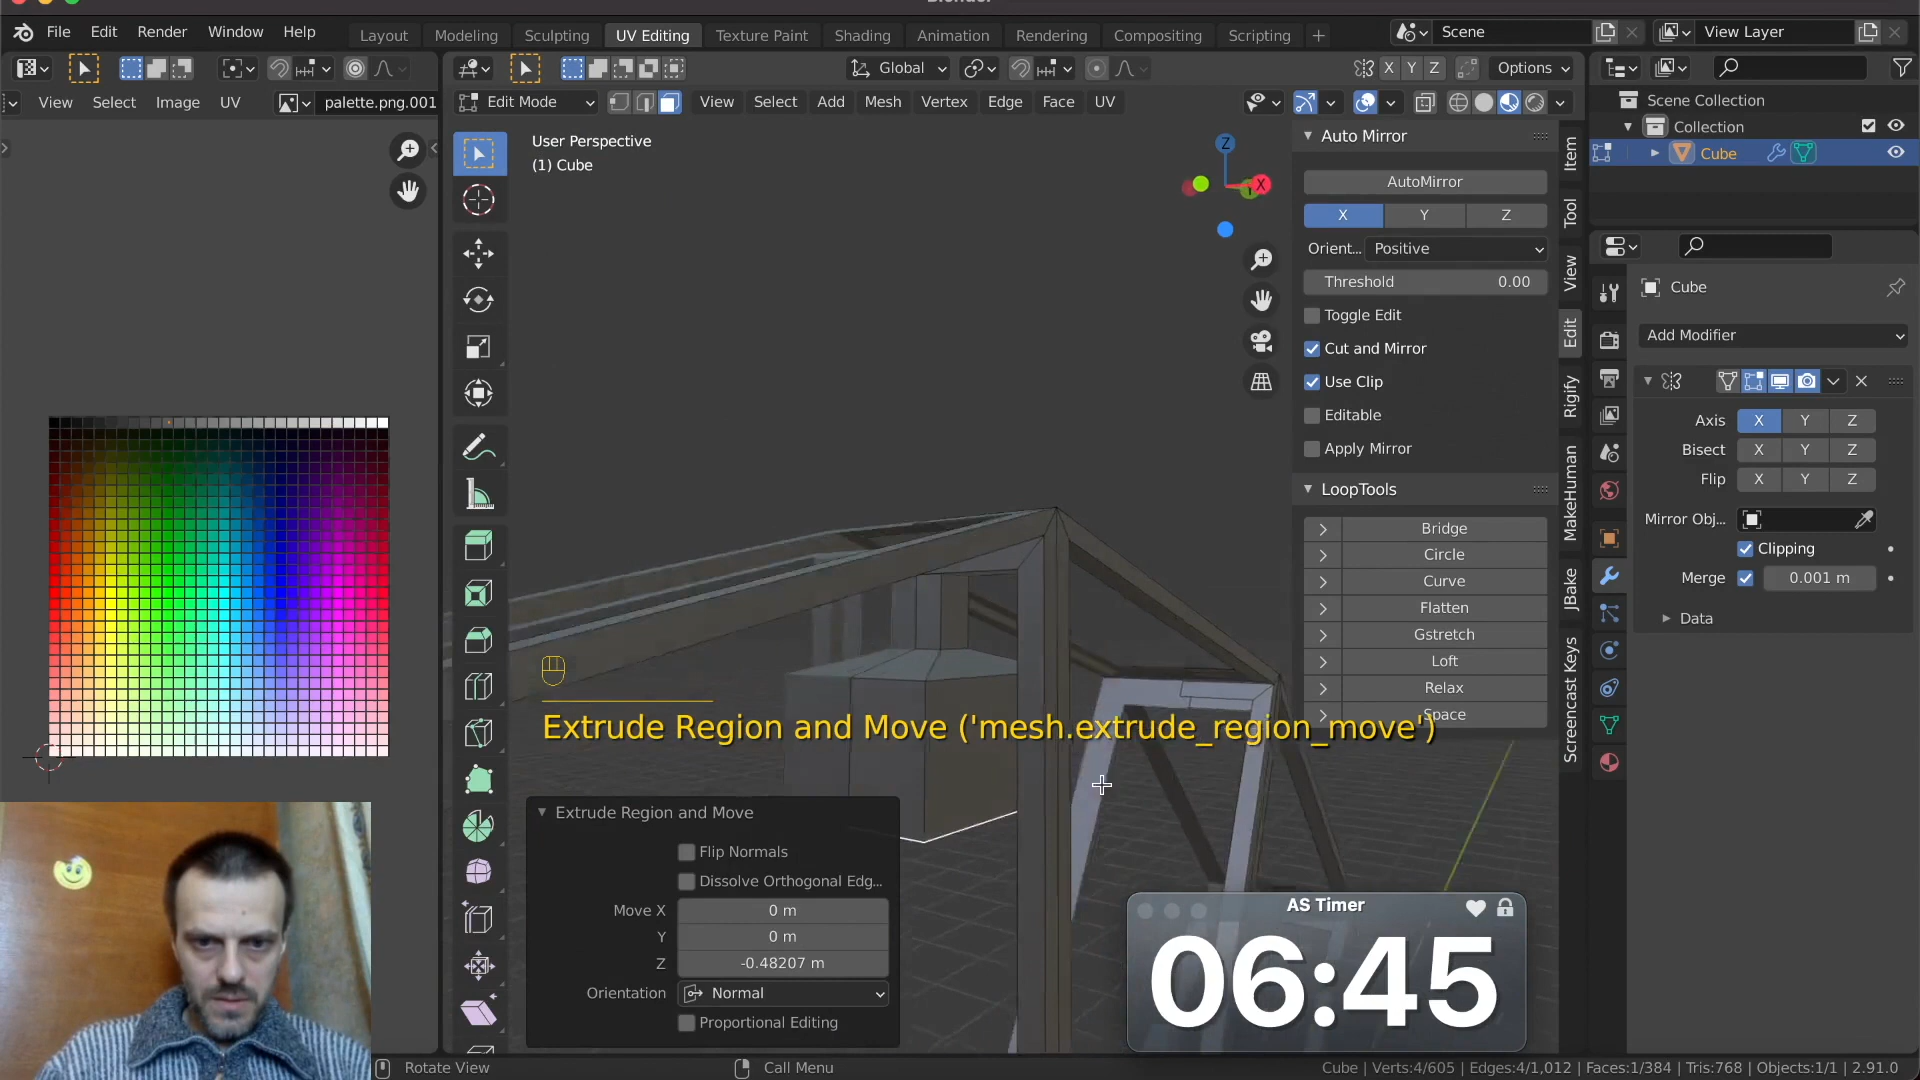 Blender
File Edit Render Window Help
Layout Modeling Sculpting UV Editing Texture Paint Shading Animation Rendering Compositing Scripting +
Scene
View Layer
Global
X Y Z
Options
View Select Image UV
palette.png.001
Edit Mode
View Select Add Mesh Vertex Edge Face UV
User Perspective
(1) Cube
Z
X
Y
Auto Mirror
AutoMirror
X Y Z
Orient... Positive
Threshold 0.00
Toggle Edit
Cut and Mirror
Use Clip
Editable
Apply Mirror
LoopTools
Bridge
Circle
Curve
Flatten
Gstretch
Loft
Relax
Space
Item
Tool
View
Edit
Rigify
MakeHuman
JBake
Screencast Keys
Scene Collection
Collection
Cube
Cube
Add Modifier
Axis X Y Z
Bisect X Y Z
Flip X Y Z
Mirror Obj...
Clipping
Merge 0.001 m
Data
Extrude Region and Move ('mesh.extrude_region_move')
Extrude Region and Move
Flip Normals
Dissolve Orthogonal Edg...
Move X 0 m
Y 0 m
Z -0.48207 m
Orientation Normal
Proportional Editing
AS Timer
06:45
Rotate View
Call Menu
Cube | Verts:4/605 | Edges:4/1,012 | Faces:1/384 | Tris:768 | Objects:1/1 | 2.91.0